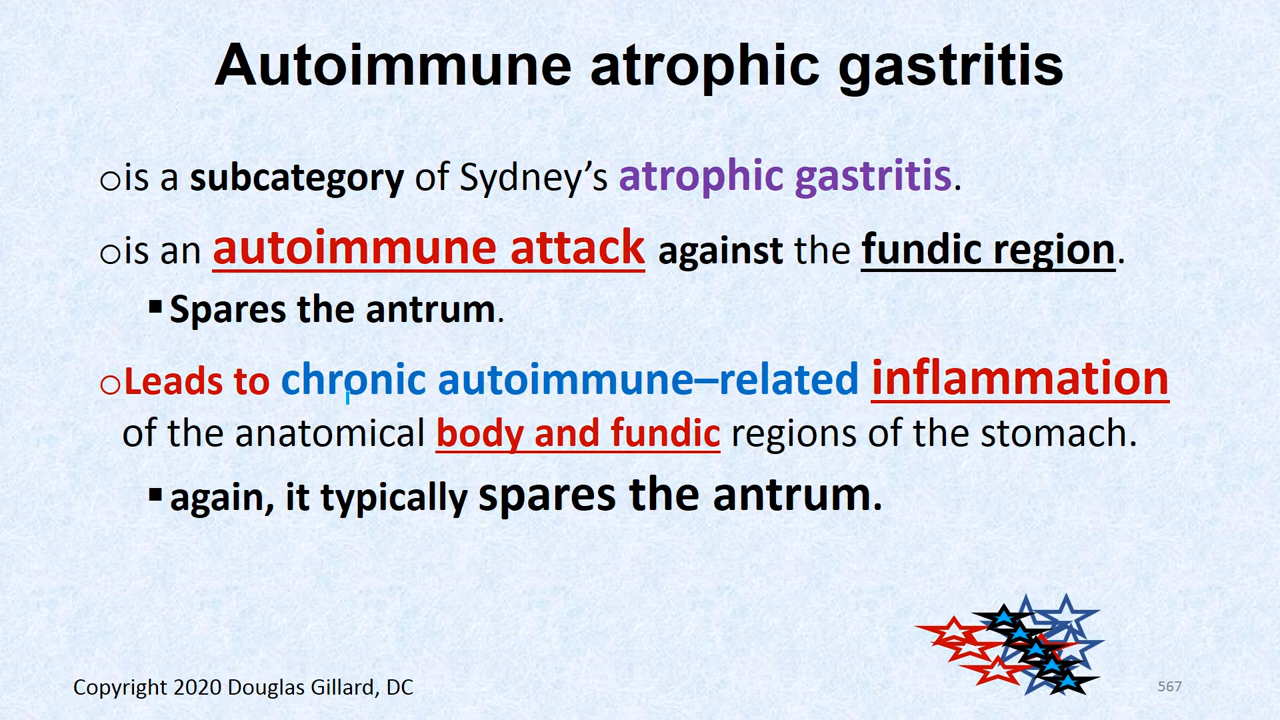 Autoimmune atrophic gastritis
○is a subcategory of Sydney’s atrophic gastritis.
○is an autoimmune attack against the fundic region.
▪Spares the antrum.
○Leads to chronic autoimmune–related inflammation
of the anatomical body and fundic regions of the stomach.
▪again, it typically spares the antrum.
Copyright 2020 Douglas Gillard, DC
567